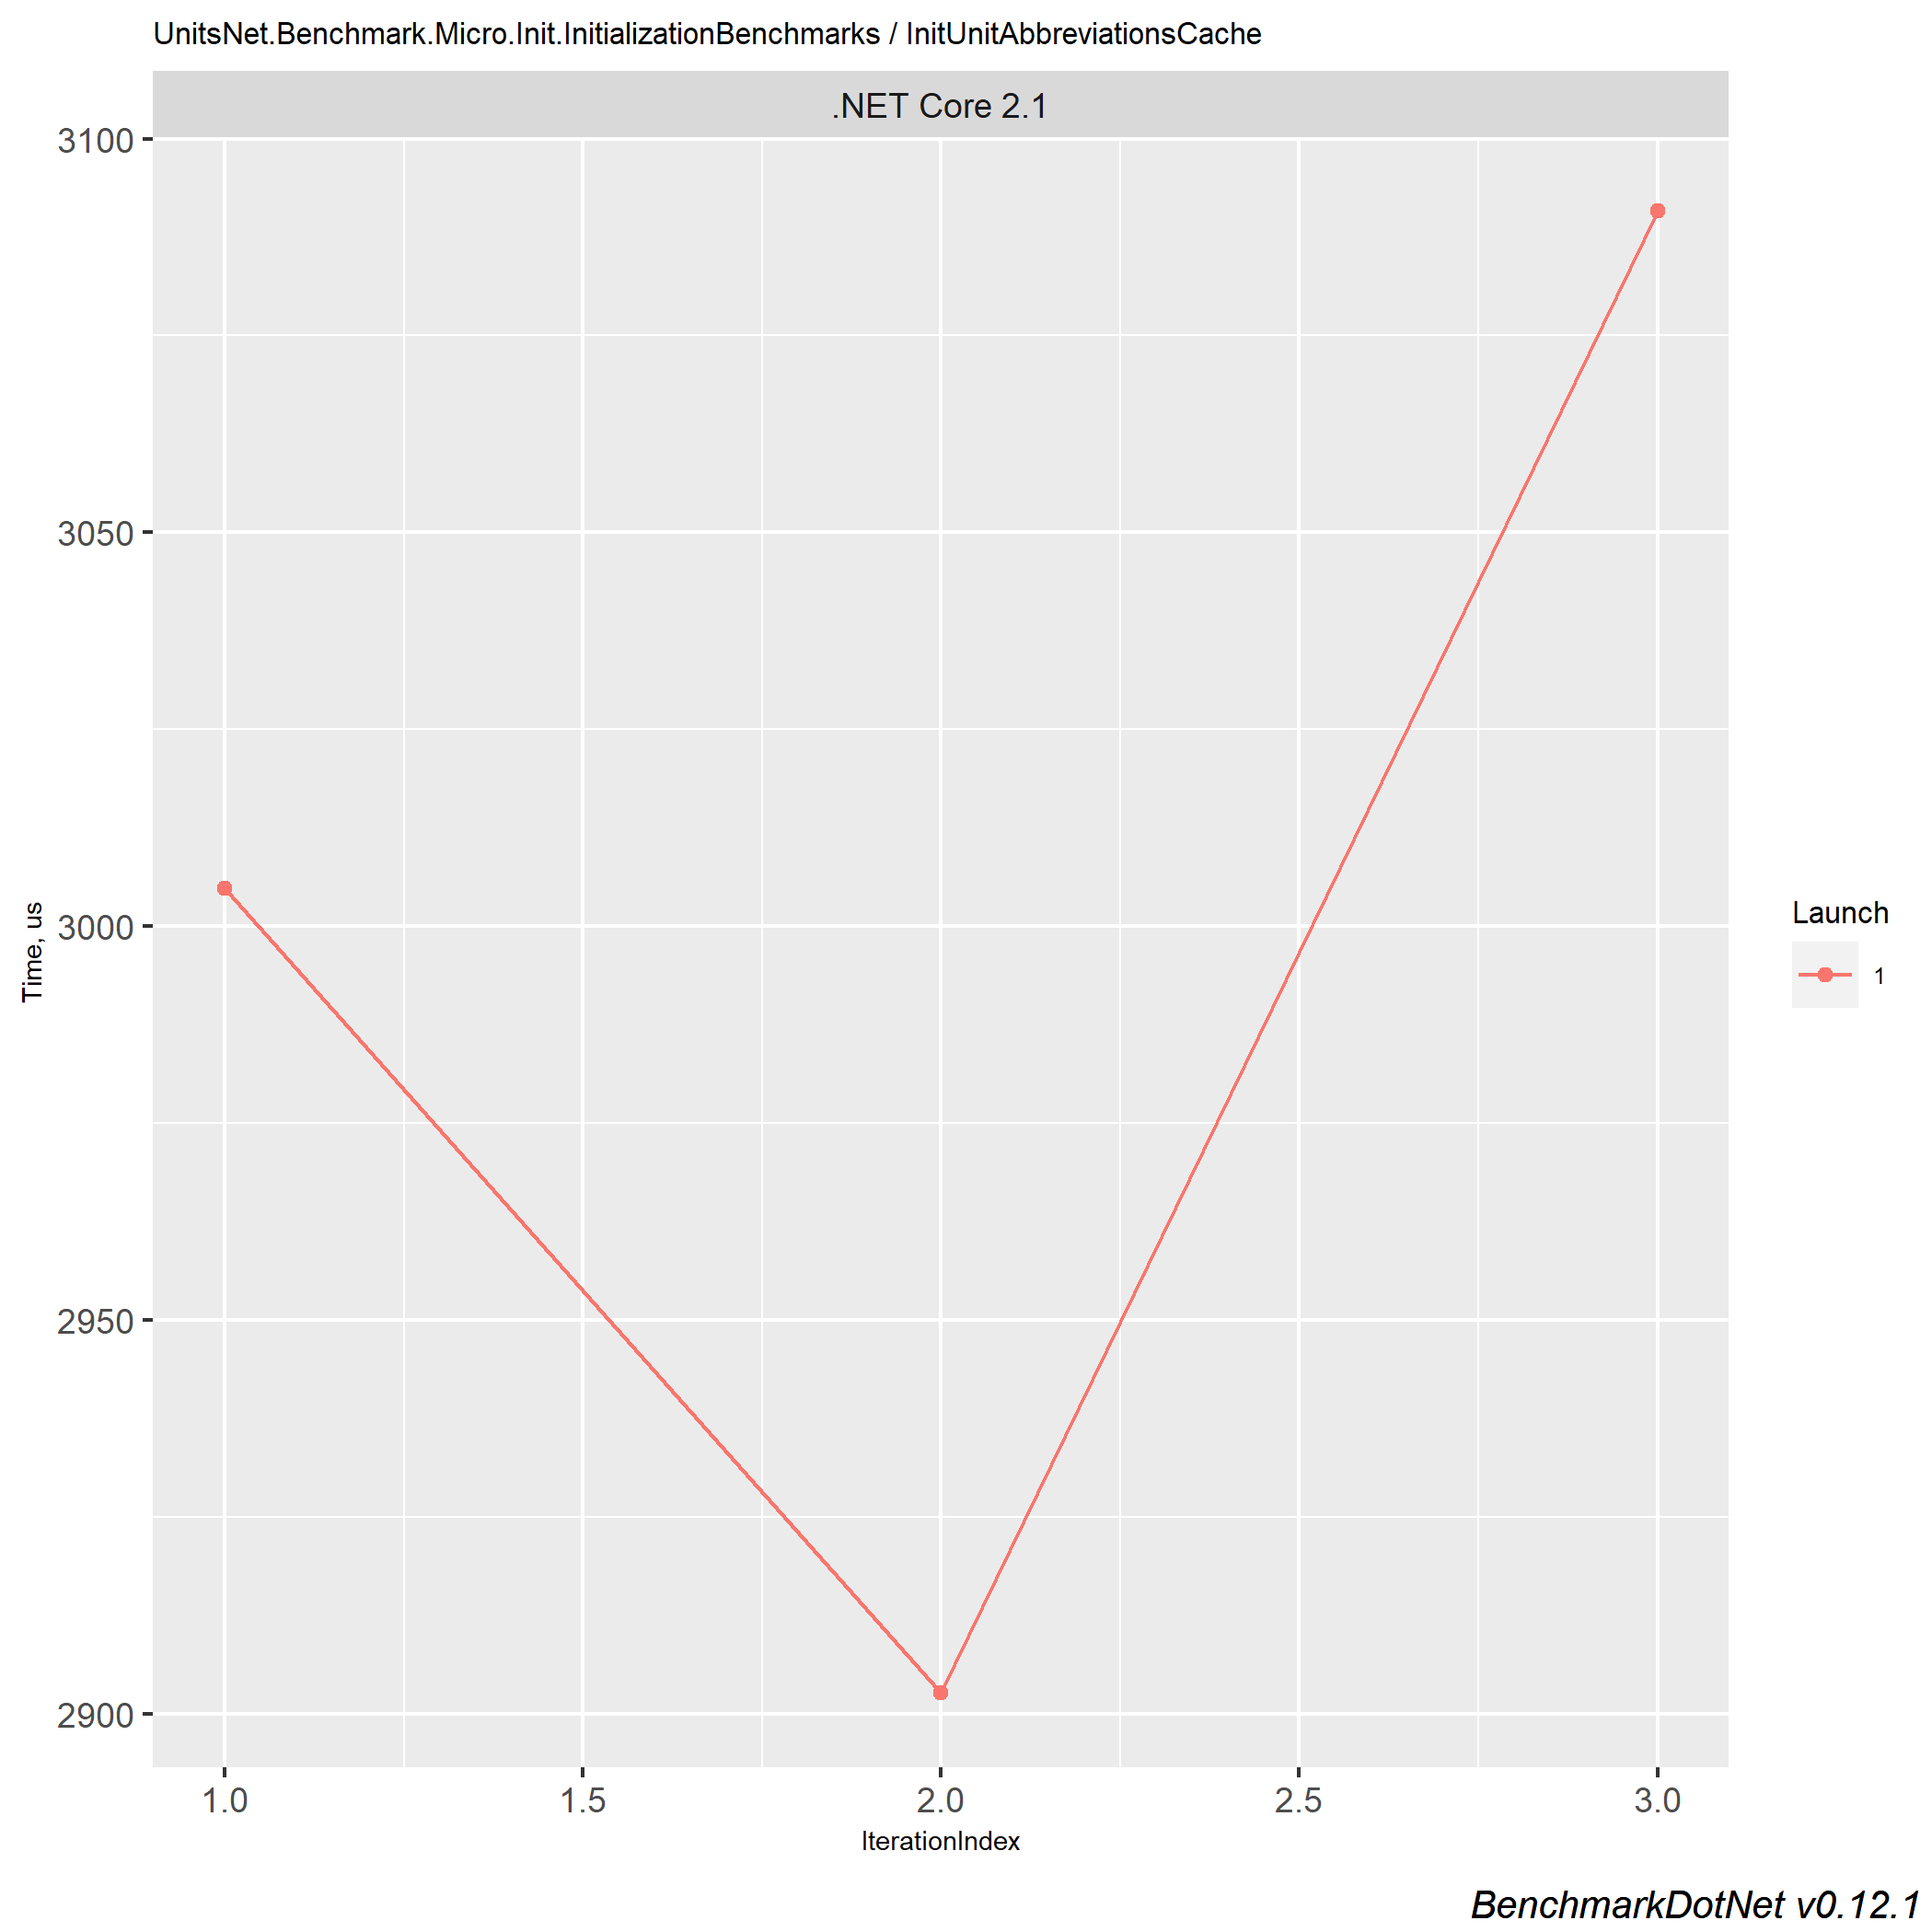 UnitsNet.Benchmark.Micro.Init.InitializationBenchmarks / InitUnitAbbreviationsCache
.NET Core 2.1
3100
3050
3000
2950
2900
Time, us
1.0 1.5 2.0 2.5 3.0
IterationIndex
Launch
1
BenchmarkDotNet v0.12.1